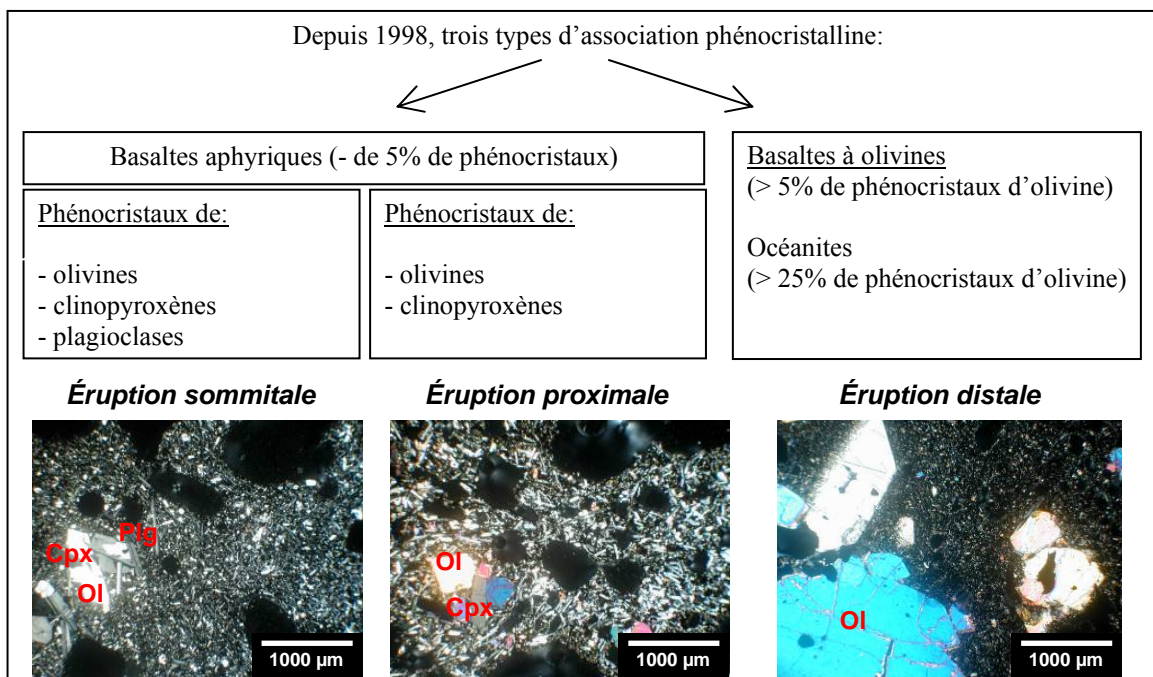 Depuis 1998, trois types d'association phénocristalline:
Basaltes aphyriques (- de 5% de phénocristaux)
Phénocristaux de:
- olivines
- clinopyroxènes
- plagioclases
Phénocristaux de:
- olivines
- clinopyroxènes
Basaltes à olivines
(> 5% de phénocristaux d'olivine)
Océanites
(> 25% de phénocristaux d'olivine)
Éruption sommitale
Éruption proximale
Éruption distale
Plg
Cpx
Ol
1000 µm
Ol
Cpx
1000 µm
Ol
1000 µm